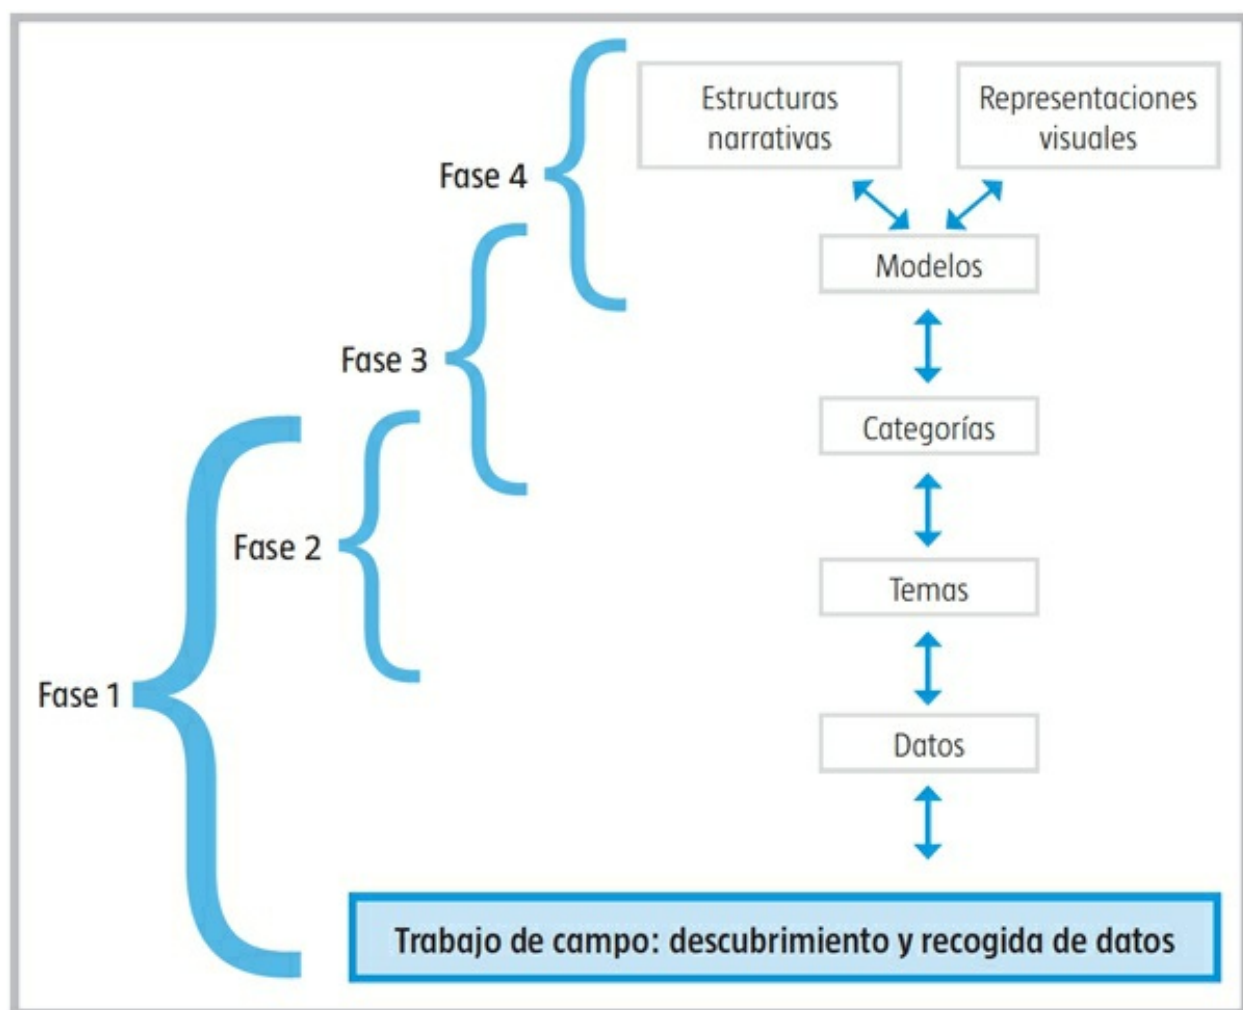 Estructuras
narrativas
Representaciones
visuales
Fase 4
Modelos
Fase 3
Categorías
Fase 2
Temas
Fase 1
Datos
Trabajo de campo: descubrimiento y recogida de datos